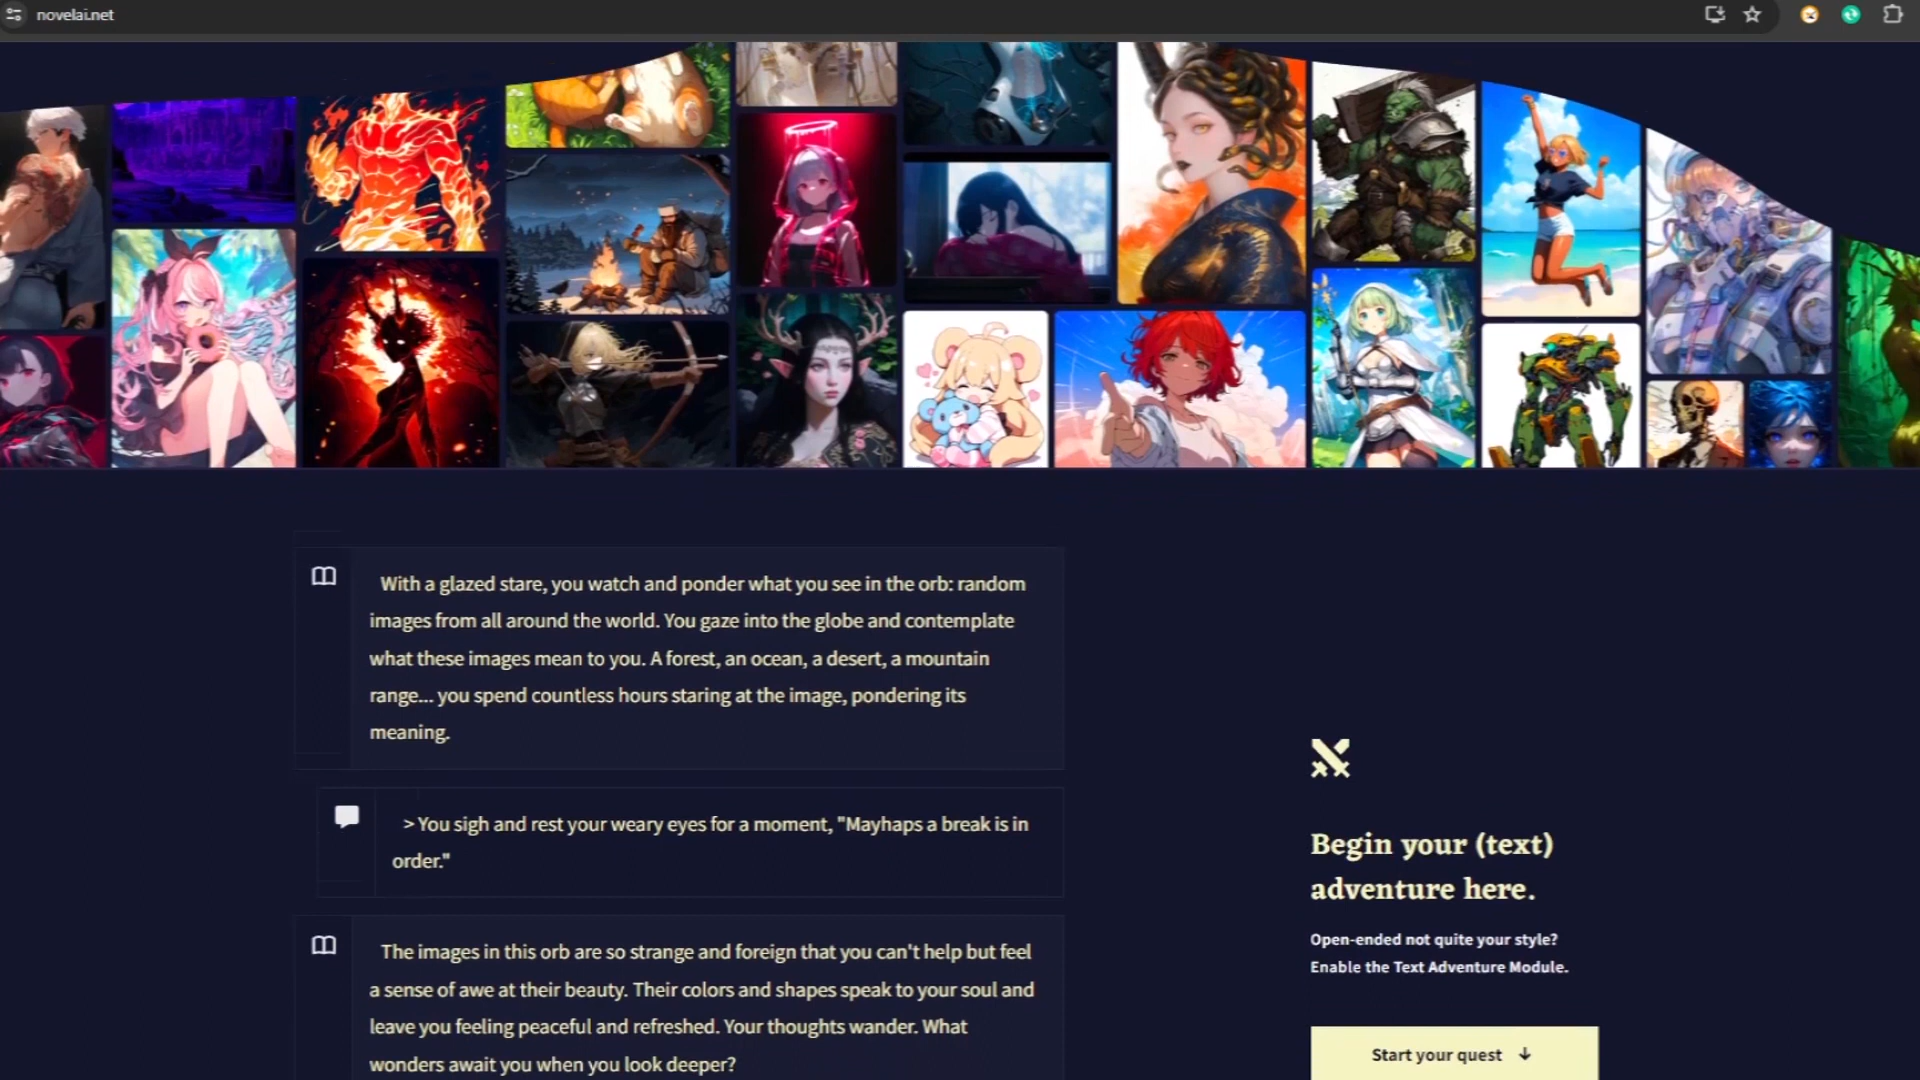 novelai.net
With a glazed stare, you watch and ponder what you see in the orb: random
images from all around the world. You gaze into the globe and contemplate
what these images mean to you. A forest, an ocean, a desert, a mountain
range... you spend countless hours staring at the image, pondering its
meaning.
> You sigh and rest your weary eyes for a moment, "Mayhaps a break is in
order."
The images in this orb are so strange and foreign that you can't help but feel
a sense of awe at their beauty. Their colors and shapes speak to your soul and
leave you feeling peaceful and refreshed. Your thoughts wander. What
wonders await you when you look deeper?
Begin your (text)
adventure here.
Open-ended not quite your style?
Enable the Text Adventure Module.
Start your quest